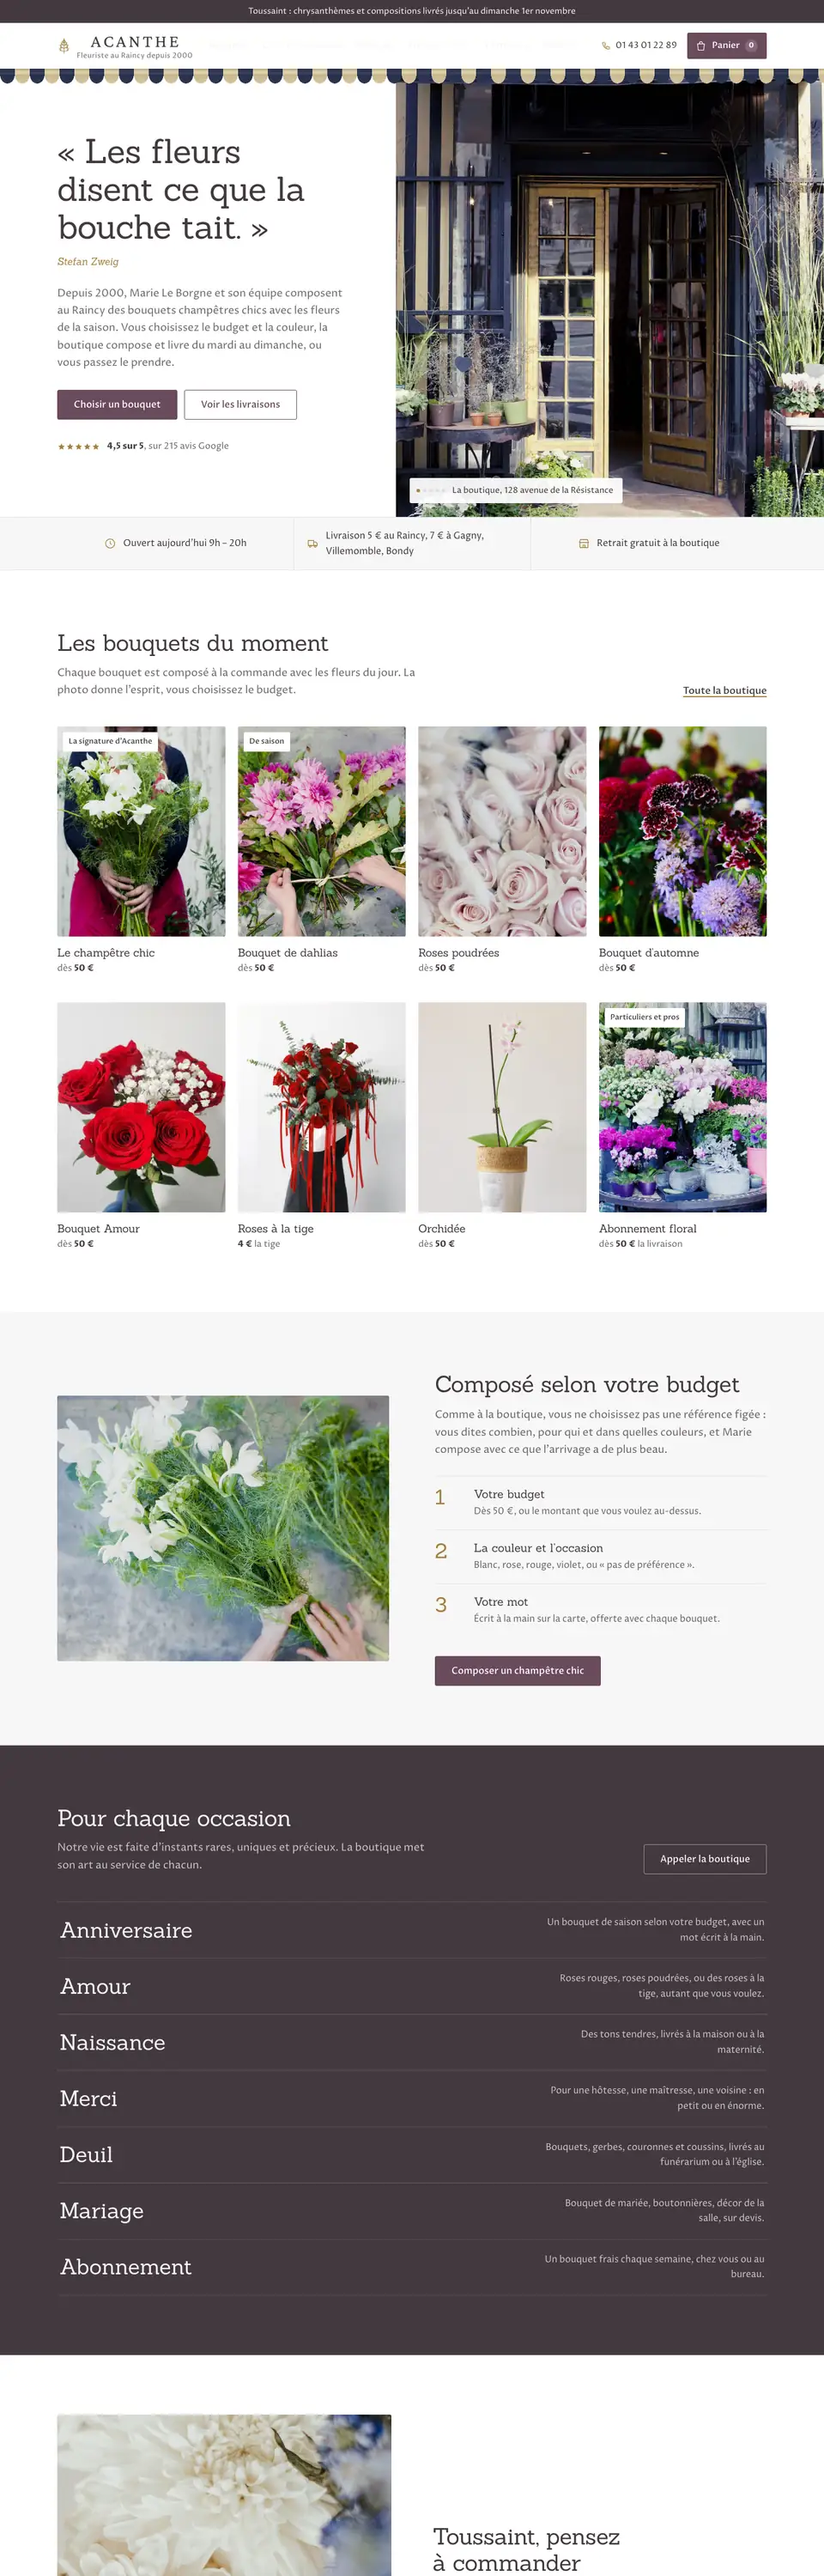 Toussaint : chrysanthèmes et compositions livrés jusqu'au dimanche 1er novembre
ACANTHE
Fleuriste au Raincy depuis 2000
01 43 01 22 89
Panier 0
« Les fleurs
disent ce que la
bouche tait. »
Stefan Zweig
Depuis 2000, Marie Le Borgne et son équipe composent
au Raincy des bouquets champêtres chics avec les fleurs
de la saison. Vous choisissez le budget et la couleur, la
boutique compose et livre du mardi au dimanche, ou
vous passez le prendre.
Choisir un bouquet
Voir les livraisons
4,5 sur 5, sur 215 avis Google
La boutique, 128 avenue de la Résistance
Ouvert aujourd'hui 9h – 20h
Livraison 5 € au Raincy, 7 € à Gagny,
Villemomble, Bondy
Retrait gratuit à la boutique
Les bouquets du moment
Chaque bouquet est composé à la commande avec les fleurs du jour. La
photo donne l'esprit, vous choisissez le budget.
Toute la boutique
La signature d'Acanthe
De saison
Le champêtre chic
dès 50 €
Bouquet de dahlias
dès 50 €
Roses poudrées
dès 50 €
Bouquet d'automne
dès 50 €
Particuliers et pros
Bouquet Amour
dès 50 €
Roses à la tige
4 € la tige
Orchidée
dès 50 €
Abonnement floral
dès 50 € la livraison
Composé selon votre budget
Comme à la boutique, vous ne choisissez pas une référence figée :
vous dites combien, pour qui et dans quelles couleurs, et Marie
compose avec ce que l'arrivage a de plus beau.
1
Votre budget
Dès 50 €, ou le montant que vous voulez au-dessus.
2
La couleur et l'occasion
Blanc, rose, rouge, violet, ou « pas de préférence ».
3
Votre mot
Écrit à la main sur la carte, offerte avec chaque bouquet.
Composer un champêtre chic
Pour chaque occasion
Notre vie est faite d'instants rares, uniques et précieux. La boutique met
son art au service de chacun.
Appeler la boutique
Anniversaire
Un bouquet de saison selon votre budget, avec un
mot écrit à la main.
Amour
Roses rouges, roses poudrées, ou des roses à la
tige, autant que vous voulez.
Naissance
Des tons tendres, livrés à la maison ou à la
maternité.
Merci
Pour une hôtesse, une maîtresse, une voisine : en
petit ou en énorme.
Deuil
Bouquets, gerbes, couronnes et coussins, livrés au
funérarium ou à l'église.
Mariage
Bouquet de mariée, boutonnières, décor de la
salle, sur devis.
Abonnement
Un bouquet frais chaque semaine, chez vous ou au
bureau.
Toussaint, pensez
à commander